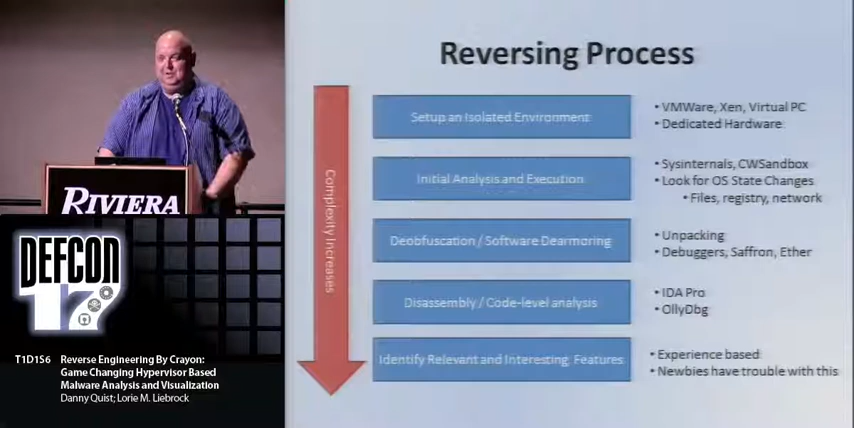 Reversing Process
Complexity Increases
Setup an Isolated Environment
• VMWare, Xen, Virtual PC
• Dedicated Hardware
Initial Analysis and Execution
• Sysinternals, CWSandbox
• Look for OS State Changes
• Files, registry, network
Deobfuscation / Software Dearmoring
• Unpacking
• Debuggers, Saffron, Ether
Disassembly / Code-level analysis
• IDA Pro
• OllyDbg
Identify Relevant and Interesting Features
• Experience based
• Newbies have trouble with this
RIVIERA
DEFCON
17
T1D1S6 Reverse Engineering By Crayon:
Game Changing Hypervisor Based
Malware Analysis and Visualization
Danny Quist; Lorie M. Liebrock